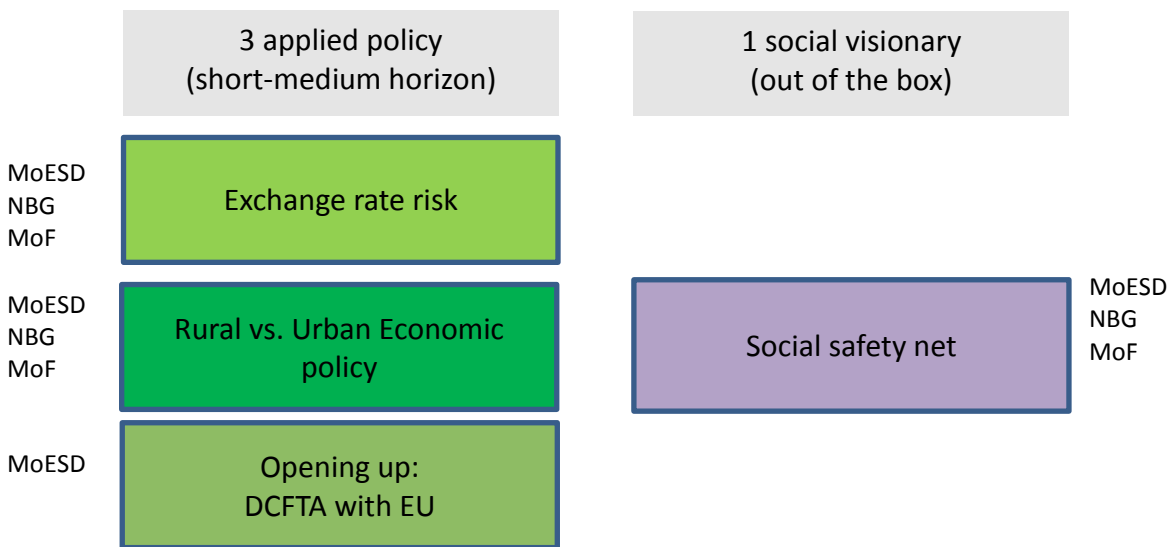 3 applied policy
(short-medium horizon)
1 social visionary
(out of the box)
MoESD
NBG
MoF
Exchange rate risk
MoESD
NBG
MoF
Rural vs. Urban Economic
policy
Social safety net
MoESD
NBG
MoF
MoESD
Opening up:
DCFTA with EU